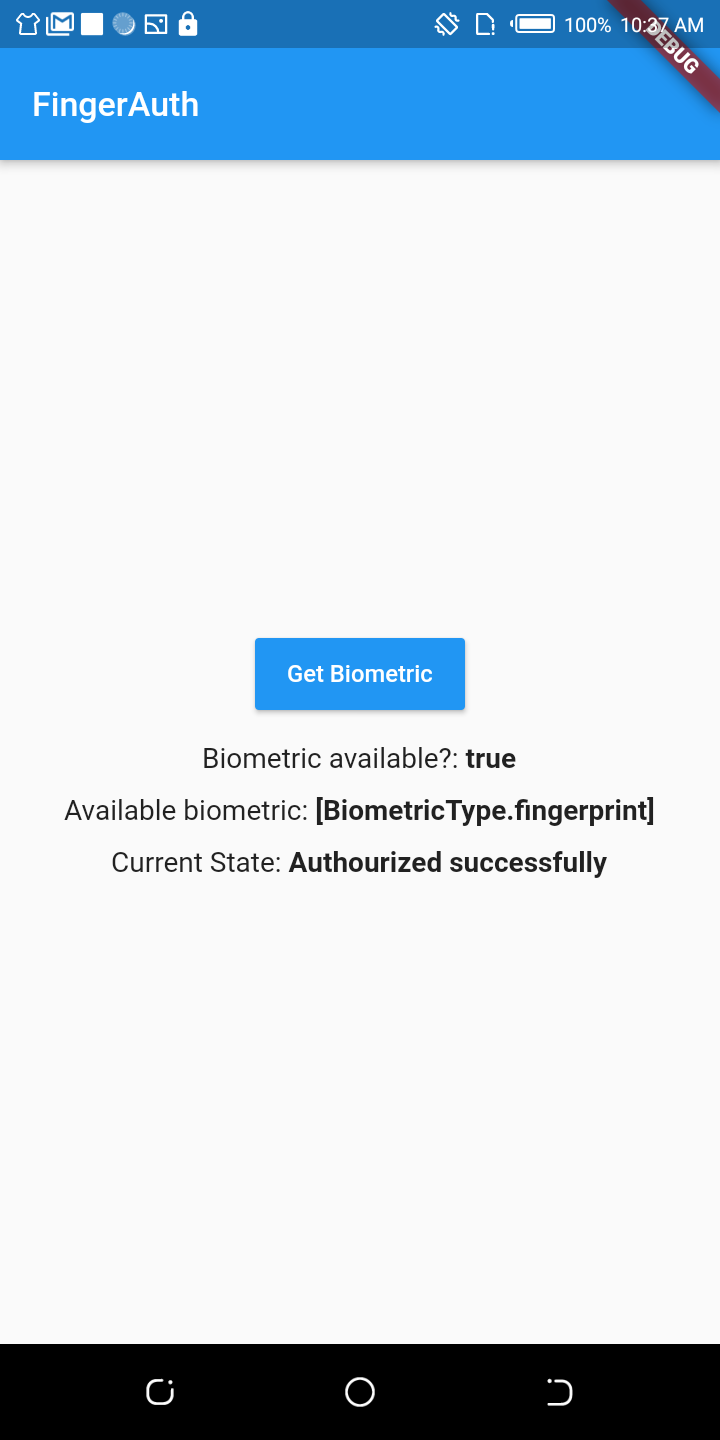 100% 10:37 AM
DEBUG
FingerAuth
Get Biometric
Biometric available?: true
Available biometric: [BiometricType.fingerprint]
Current State: Authourized successfully